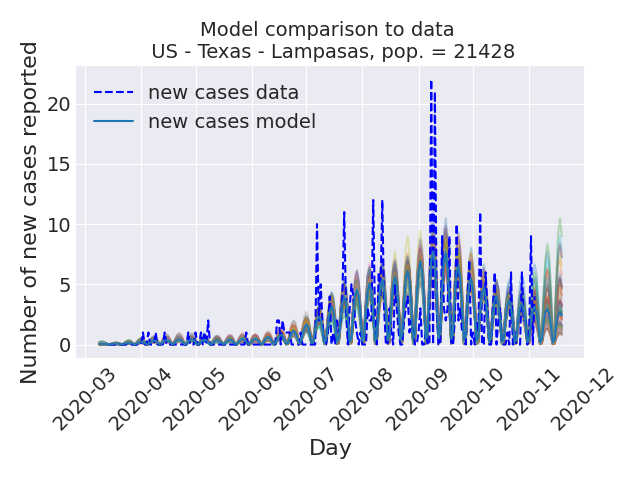 Model comparison to data
US - Texas - Lampasas, pop. = 21428
Number of new cases reported
20
15
10
5
0
new cases data
new cases model
2020-03
2020-04
2020-05
2020-06
2020-07
2020-08
2020-09
2020-10
2020-11
2020-12
Day